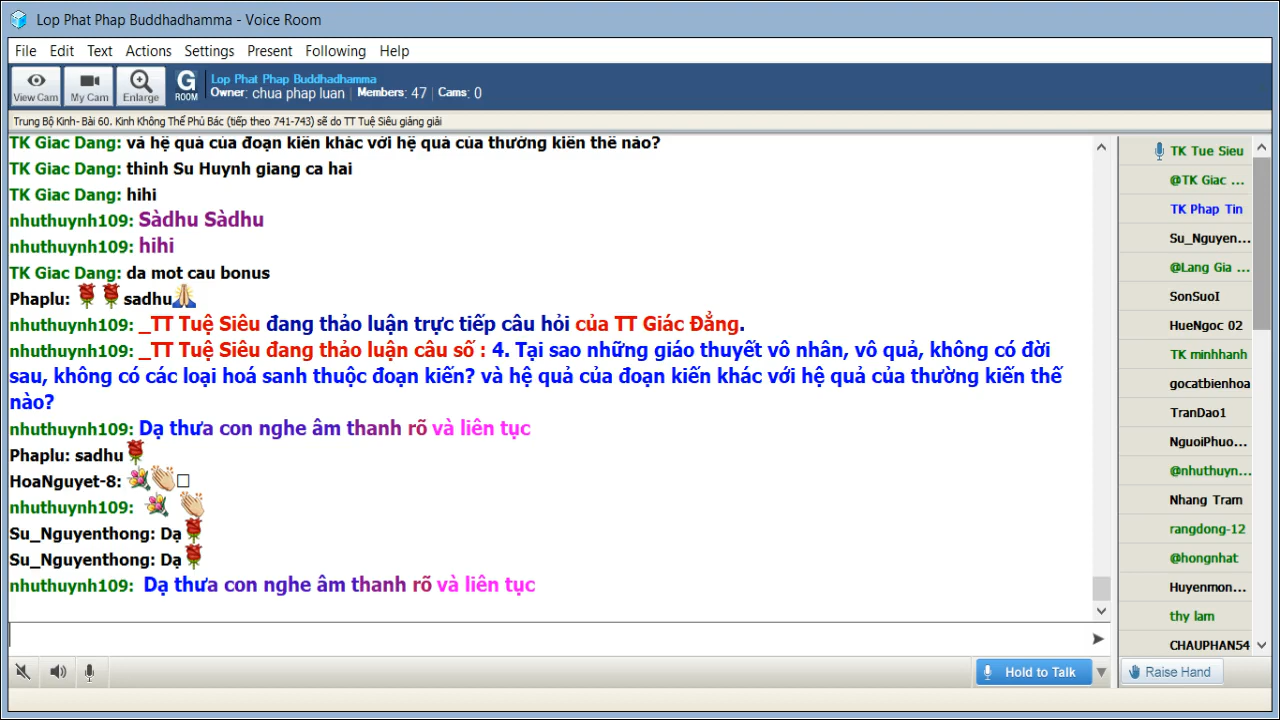 Lop Phat Phap Buddhadhamma - Voice Room
File Edit Text Actions Settings Present Following Help
View Cam My Cam Enlarge G ROOM
Lop Phat Phap Buddhadhamma
Owner: chua phap luan Members: 47 Cams: 0
Trung Bộ Kinh- Bài 60. Kinh Không Thể Phủ Bác (tiếp theo 741-743) sẽ do TT Tuệ Siêu giảng giải
TK Giac Dang: và hệ quả của đoạn kiến khác với hệ quả của thường kiến thế nào?
TK Giac Dang: thinh Su Huynh giang ca hai
TK Giac Dang: hihi
nhuthuynh109: Sàdhu Sàdhu
nhuthuynh109: hihi
TK Giac Dang: da mot cau bonus
Phaplu: sadhu
nhuthuynh109: _TT Tuệ Siêu đang thảo luận trực tiếp câu hỏi của TT Giác Đẳng.
nhuthuynh109: _TT Tuệ Siêu đang thảo luận câu số : 4. Tại sao những giáo thuyết vô nhân, vô quả, không có đời
sau, không có các loại hoá sanh thuộc đoạn kiến? và hệ quả của đoạn kiến khác với hệ quả của thường kiến thế
nào?
nhuthuynh109: Dạ thưa con nghe âm thanh rõ và liên tục
Phaplu: sadhu
HoaNguyet-8:
nhuthuynh109:
Su_Nguyenthong: Dạ
Su_Nguyenthong: Dạ
nhuthuynh109: Dạ thưa con nghe âm thanh rõ và liên tục
TK Tue Sieu
@TK Giac ...
TK Phap Tin
Su_Nguyen...
@Lang Gia ...
SonSuoI
HueNgoc 02
TK minhhanh
gocatbienhoa
TranDao1
NguoiPhuo...
@nhuthuyn...
Nhang Tram
rangdong-12
@hongnhat
Huyenmon...
thy lam
CHAUPHAN54
Hold to Talk
Raise Hand